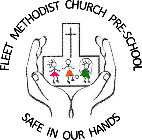 FLEET METHODIST CHURCH PRE-SCHOOL
SAFE IN OUR HANDS